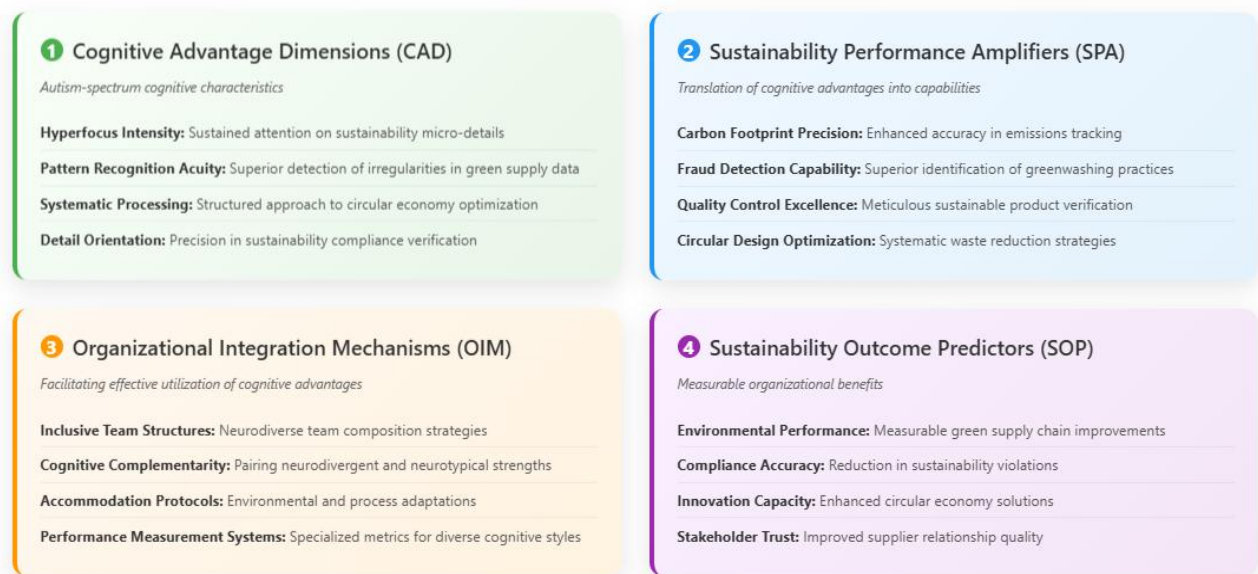 1 Cognitive Advantage Dimensions (CAD)
Autism-spectrum cognitive characteristics
Hyperfocus Intensity: Sustained attention on sustainability micro-details
Pattern Recognition Acuity: Superior detection of irregularities in green supply data
Systematic Processing: Structured approach to circular economy optimization
Detail Orientation: Precision in sustainability compliance verification
2 Sustainability Performance Amplifiers (SPA)
Translation of cognitive advantages into capabilities
Carbon Footprint Precision: Enhanced accuracy in emissions tracking
Fraud Detection Capability: Superior identification of greenwashing practices
Quality Control Excellence: Meticulous sustainable product verification
Circular Design Optimization: Systematic waste reduction strategies
3 Organizational Integration Mechanisms (OIM)
Facilitating effective utilization of cognitive advantages
Inclusive Team Structures: Neurodiverse team composition strategies
Cognitive Complementarity: Pairing neurodivergent and neurotypical strengths
Accommodation Protocols: Environmental and process adaptations
Performance Measurement Systems: Specialized metrics for diverse cognitive styles
4 Sustainability Outcome Predictors (SOP)
Measurable organizational benefits
Environmental Performance: Measurable green supply chain improvements
Compliance Accuracy: Reduction in sustainability violations
Innovation Capacity: Enhanced circular economy solutions
Stakeholder Trust: Improved supplier relationship quality